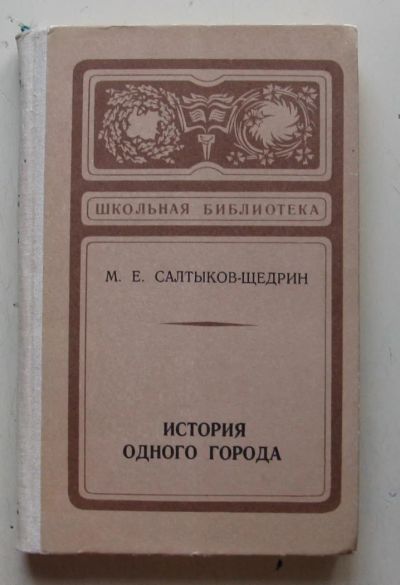 ШКОЛЬНАЯ БИБЛИОТЕКА
М. Е. САЛТЫКОВ-ЩЕДРИН
ИСТОРИЯ
ОДНОГО ГОРОДА